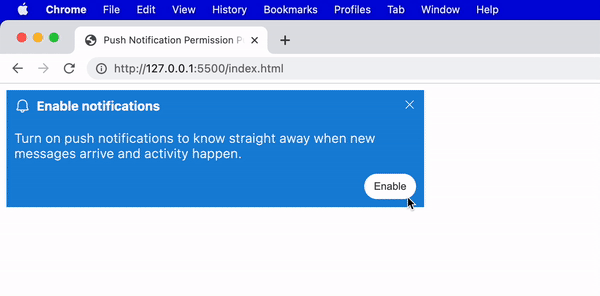 Chrome File Edit View History Bookmarks Profiles Tab Window Help
Push Notification Permission P
http://127.0.0.1:5500/index.html
Enable notifications
Turn on push notifications to know straight away when new
messages arrive and activity happen.
Enable